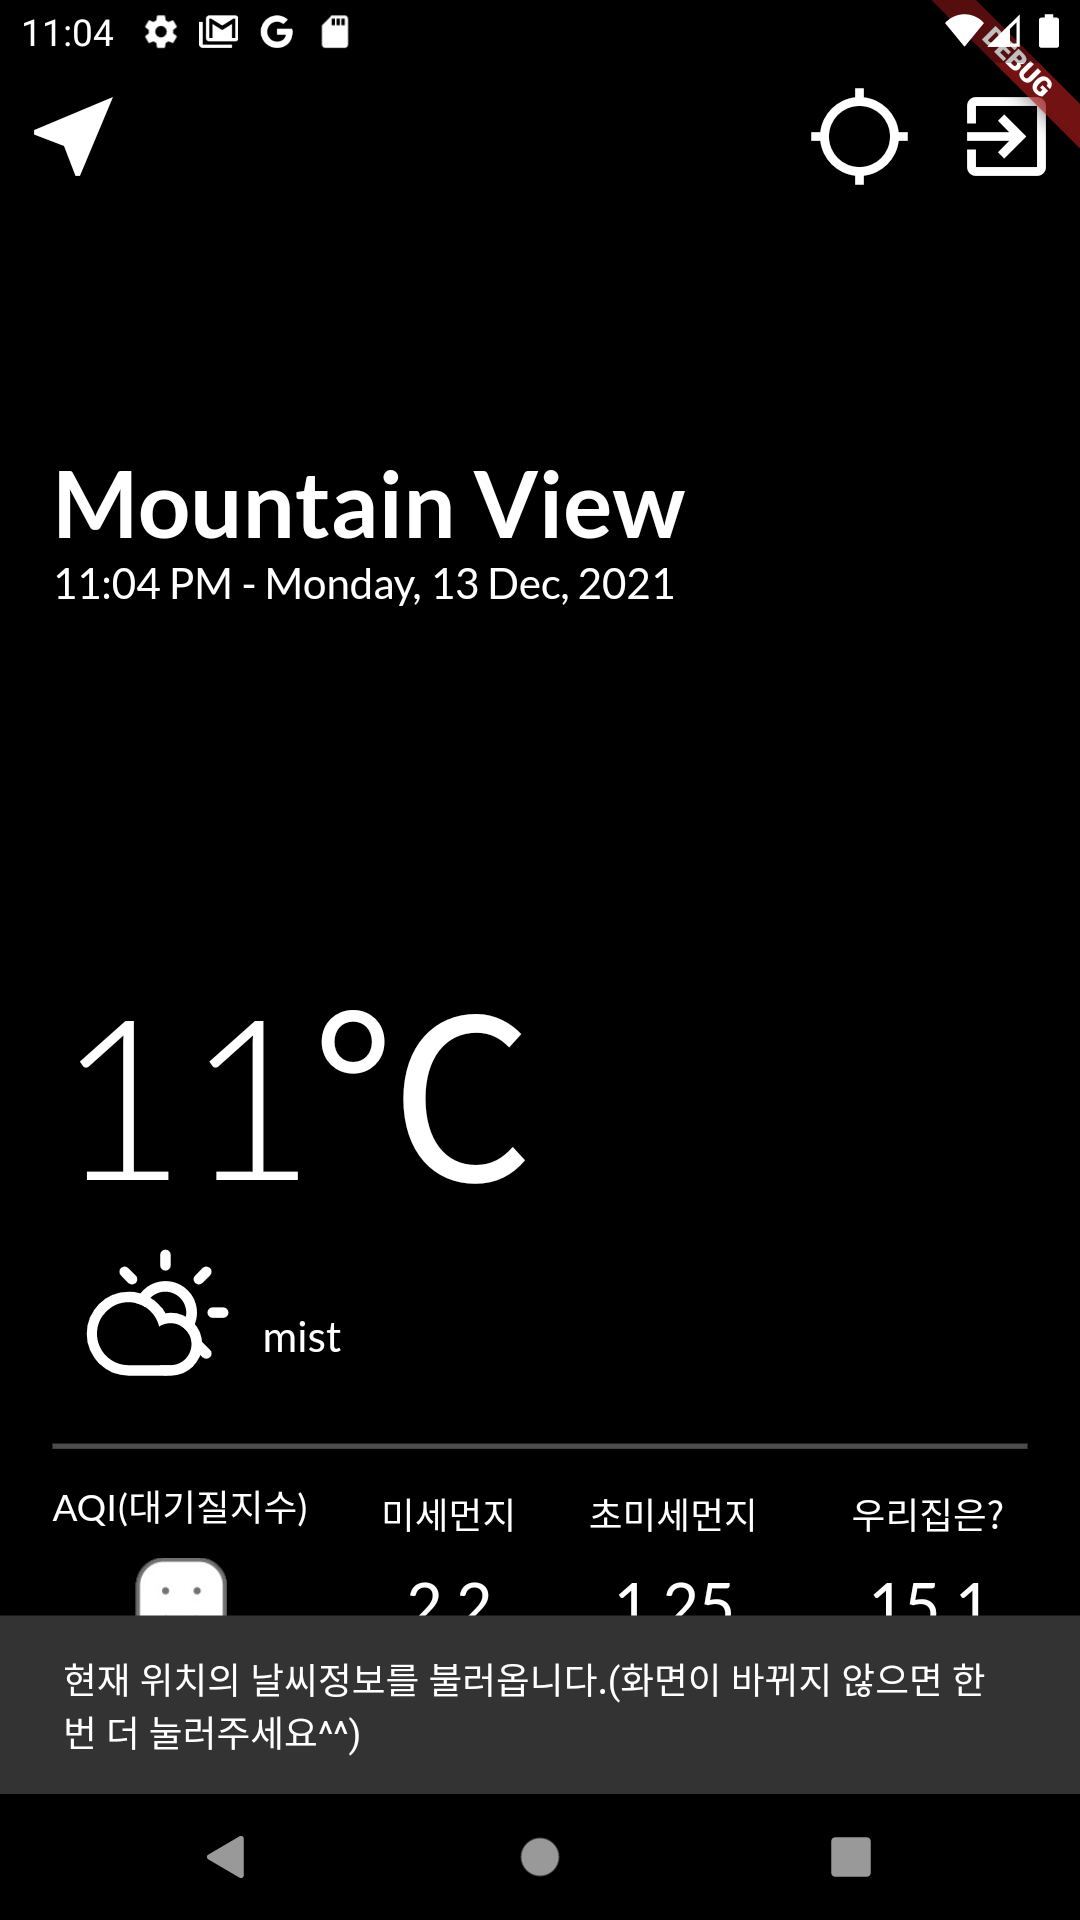 11:04
DEBUG
Mountain View
11:04 PM - Monday, 13 Dec, 2021
11°C
mist
AQI(대기질지수) 미세먼지 초미세먼지 우리집은?
2.2 1.25 15.1
현재 위치의 날씨정보를 불러옵니다.(화면이 바뀌지 않으면 한
번 더 눌러주세요^^)